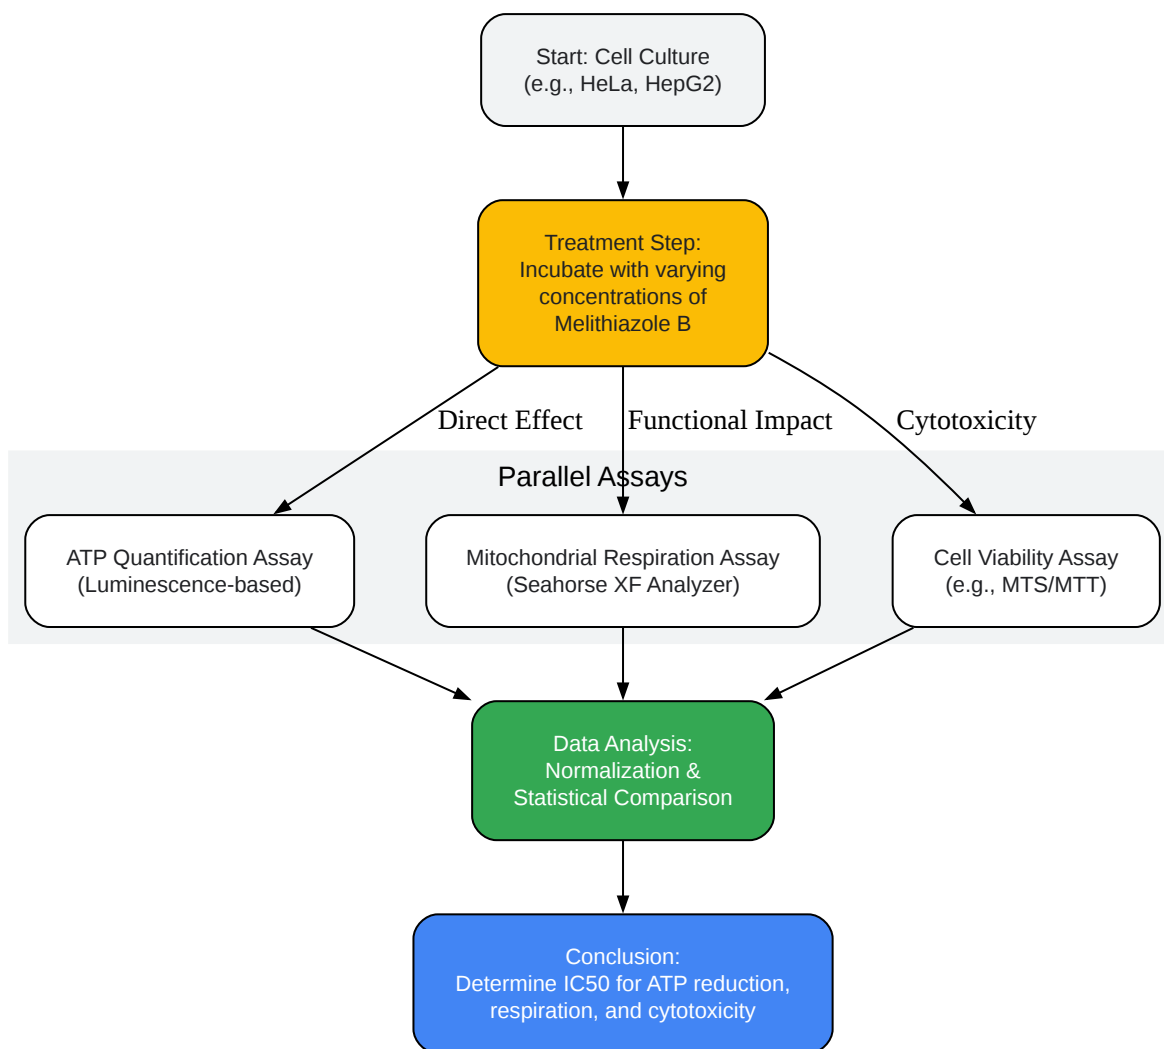 Start: Cell Culture
(e.g., HeLa, HepG2)
Treatment Step:
Incubate with varying
concentrations of
Melithiazole B
Direct Effect
Functional Impact
Cytotoxicity
Parallel Assays
ATP Quantification Assay
(Luminescence-based)
Mitochondrial Respiration Assay
(Seahorse XF Analyzer)
Cell Viability Assay
(e.g., MTS/MTT)
Data Analysis:
Normalization &
Statistical Comparison
Conclusion:
Determine IC50 for ATP reduction,
respiration, and cytotoxicity